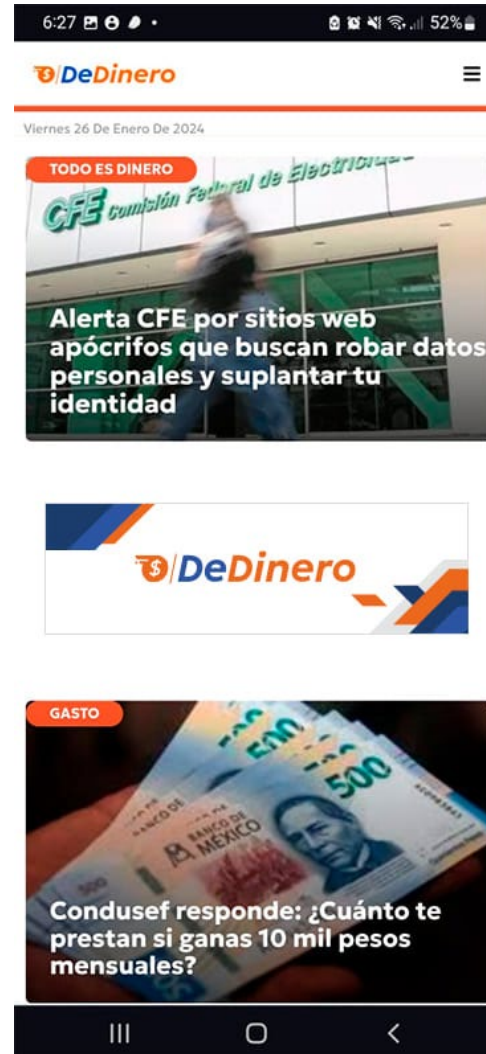 6:27
52%
DeDinero
Viernes 26 De Enero De 2024
TODO ES DINERO
CFE Comisión Federal de Electricidad
Alerta CFE por sitios web
apócrifos que buscan robar datos
personales y suplantar tu
identidad
$ DeDinero
GASTO
500
500
BANCO DE
MÉXICO
Condusef responde: ¿Cuánto te
prestan si ganas 10 mil pesos
mensuales?